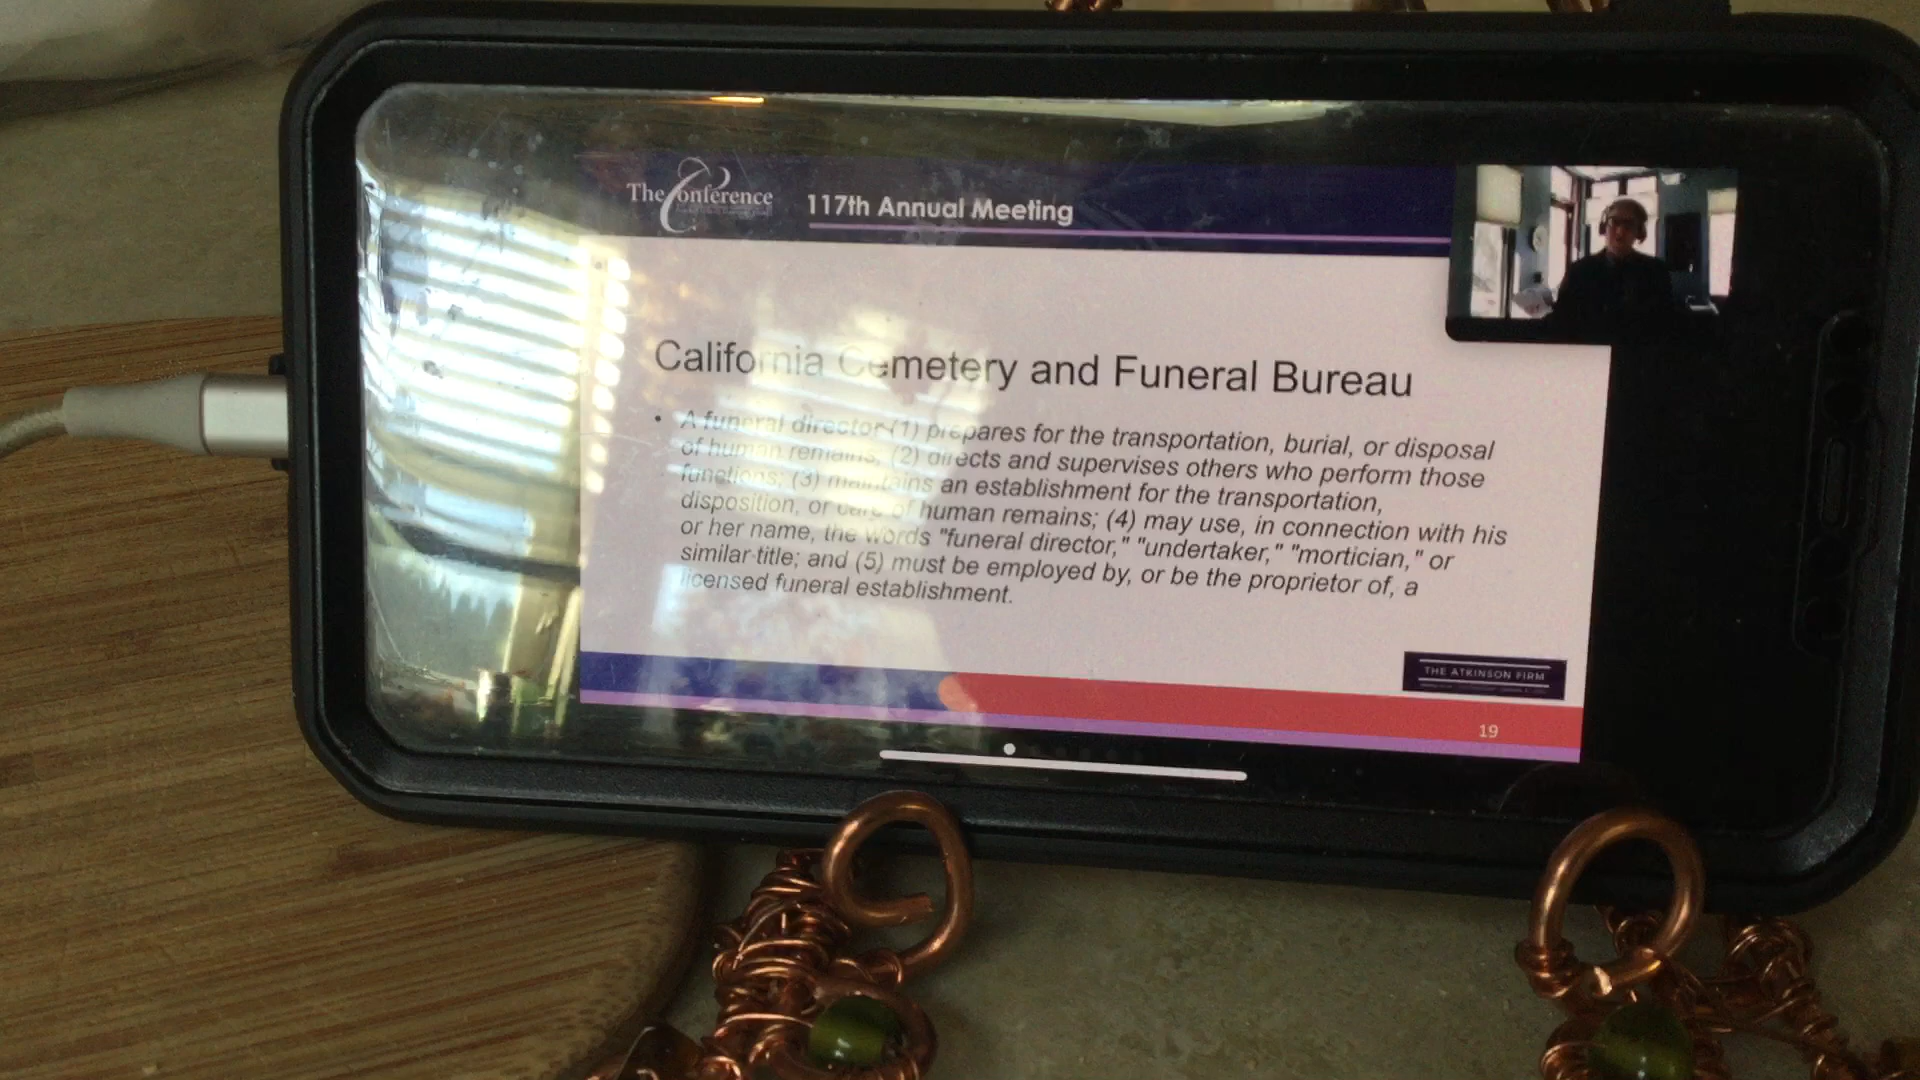 The Conference
117th Annual Meeting
California Cemetery and Funeral Bureau
• A funeral director (1) prepares for the transportation, burial, or disposal
of human remains; (2) directs and supervises others who perform those
functions; (3) maintains an establishment for the transportation,
disposition, or care of human remains; (4) may use, in connection with his
or her name, the words "funeral director," "undertaker," "mortician," or
similar title; and (5) must be employed by, or be the proprietor of, a
licensed funeral establishment.
THE ATKINSON FIRM
19